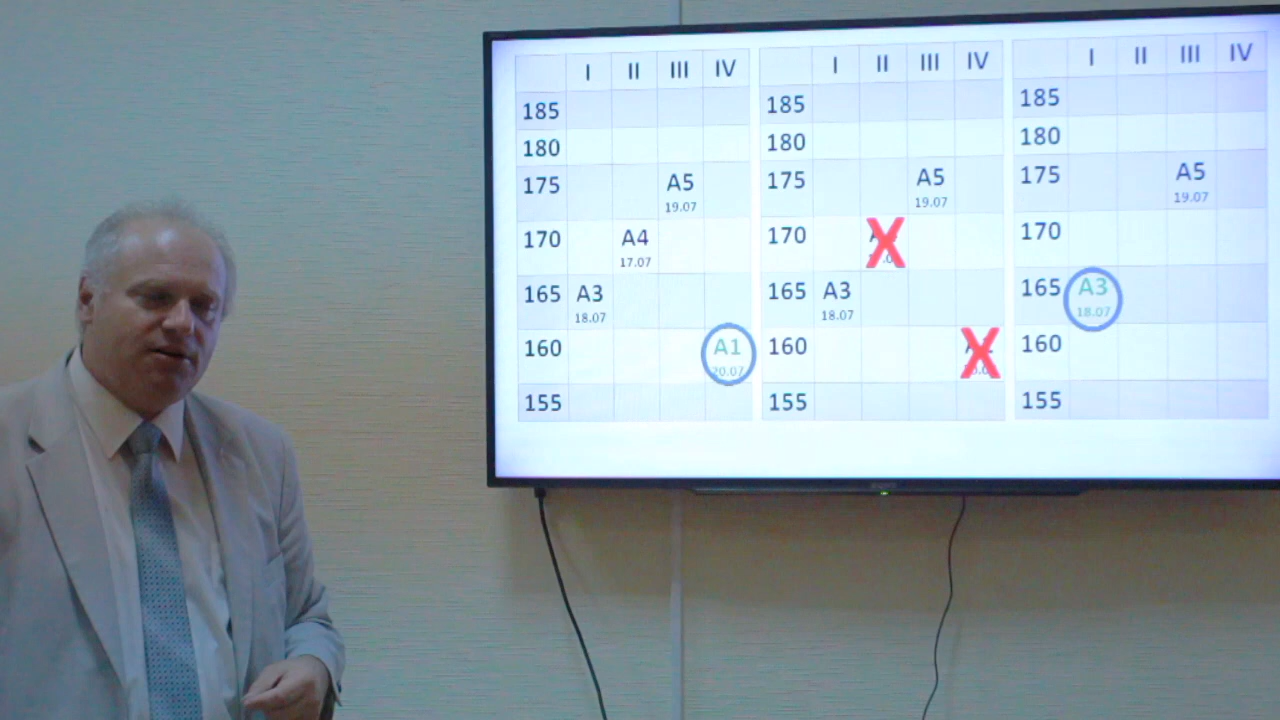 I II III IV
185
180
175 A5
19.07
170 A4
17.07
165 A3
18.07
160 A1
20.07
155
I II III IV
185
180
175 A5
19.07
170
165 A3
18.07
160
155
I II III IV
185
180
175 A5
19.07
170
165 A3
18.07
160
155